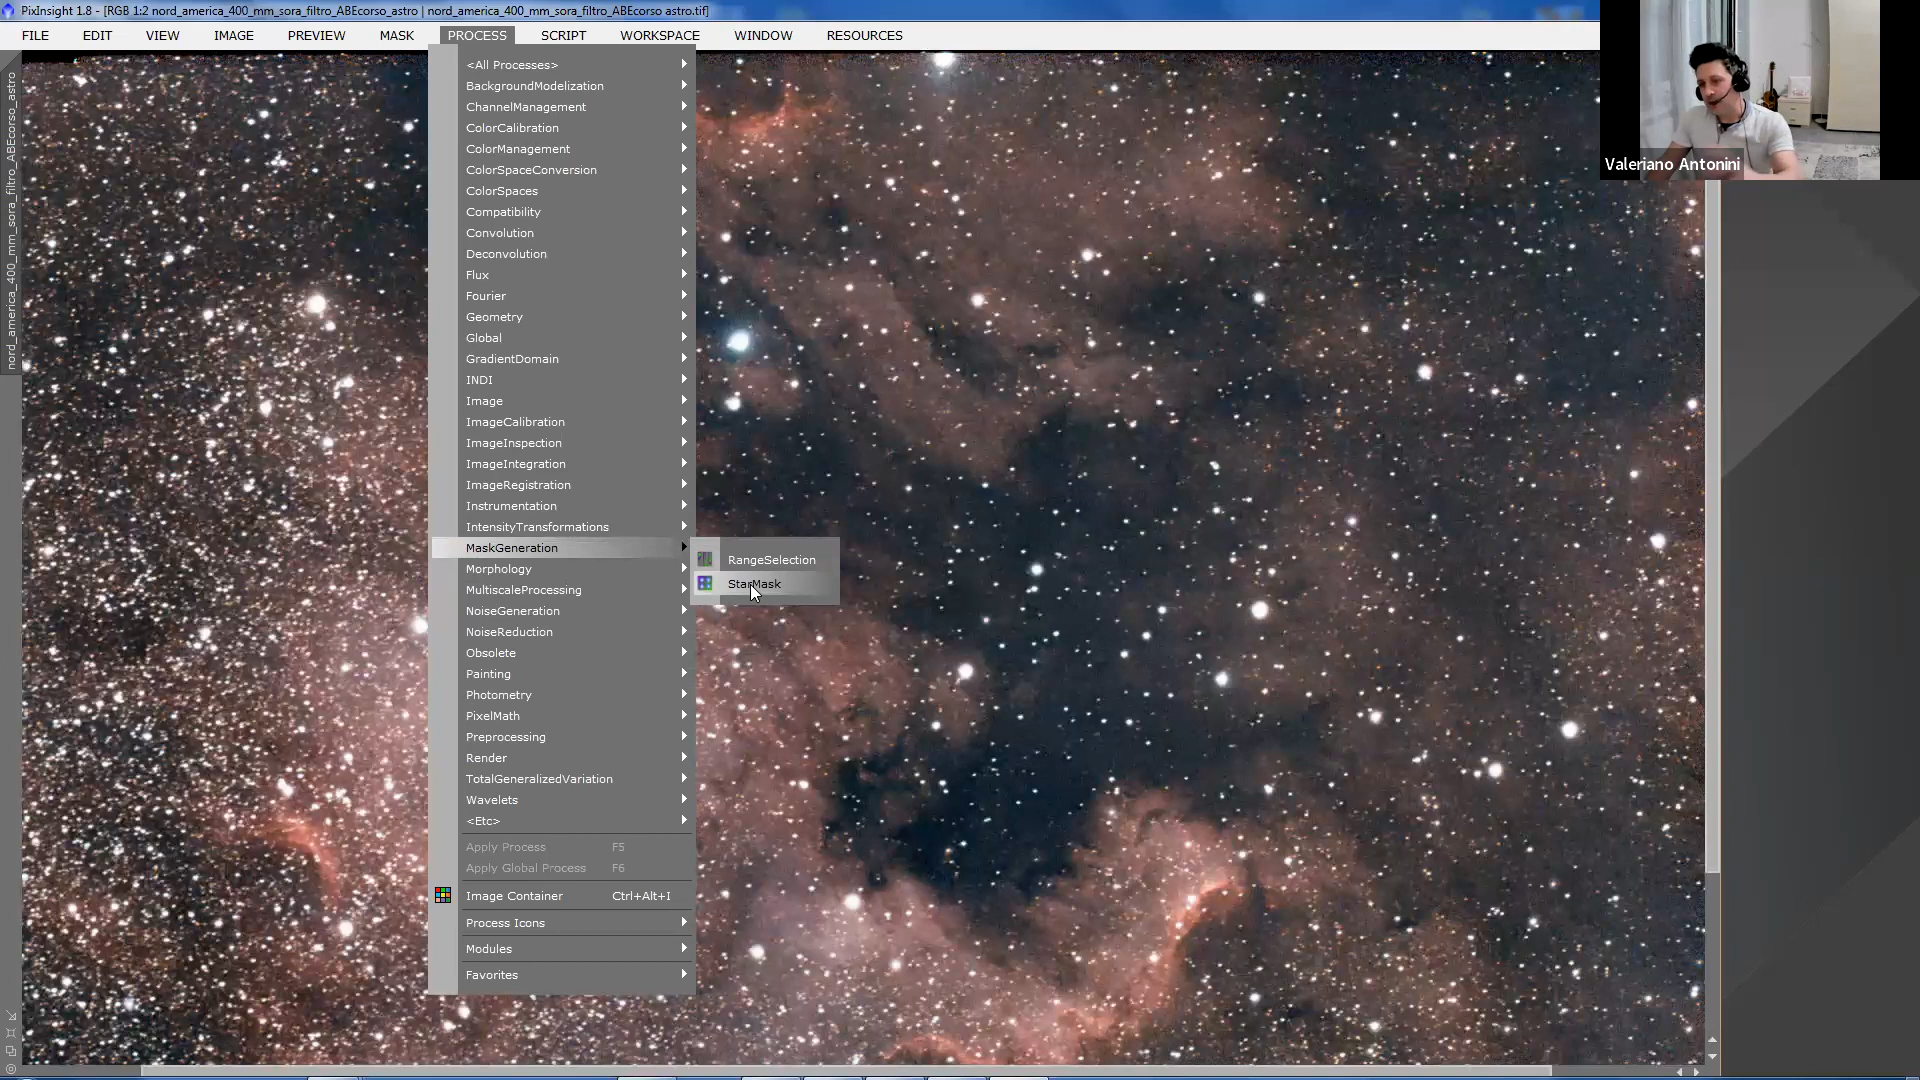 PixInsight 1.8 - [RGB 1:2 nord_america_400_mm_sora_filtro_ABEcorso_astro | nord_america_400_mm_sora_filtro_ABEcorso astro.tif]
FILE EDIT VIEW IMAGE PREVIEW MASK PROCESS SCRIPT WORKSPACE WINDOW RESOURCES
nord_america_400_mm_sora_filtro_ABEcorso_astro
<All Processes>
BackgroundModelization
ChannelManagement
ColorCalibration
ColorManagement
ColorSpaceConversion
ColorSpaces
Compatibility
Convolution
Deconvolution
Flux
Fourier
Geometry
Global
GradientDomain
INDI
Image
ImageCalibration
ImageInspection
ImageIntegration
ImageRegistration
Instrumentation
IntensityTransformations
MaskGeneration
Morphology
MultiscaleProcessing
NoiseGeneration
NoiseReduction
Obsolete
Painting
Photometry
PixelMath
Preprocessing
Render
TotalGeneralizedVariation
Wavelets
<Etc>
Apply Process F5
Apply Global Process F6
Image Container Ctrl+Alt+I
Process Icons
Modules
Favorites
RangeSelection
StarMask
Valeriano Antonini